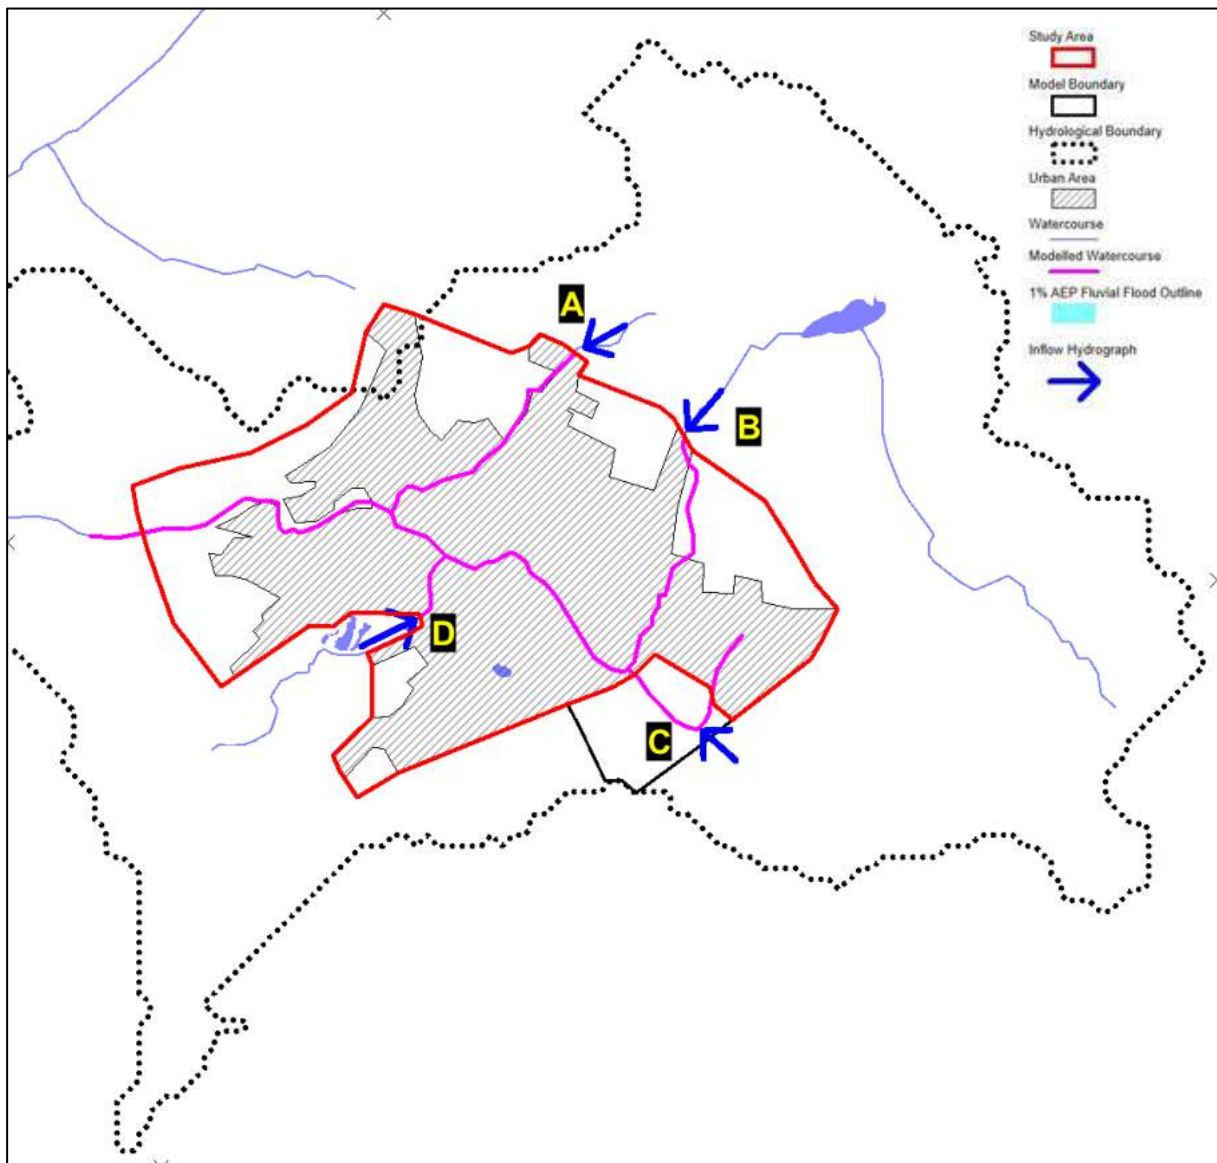 Study Area
Model Boundary
Hydrological Boundary
Urban Area
Watercourse
Modelled Watercourse
1% AEP Fluvial Flood Outline
Inflow Hydrograph
A
B
D
C